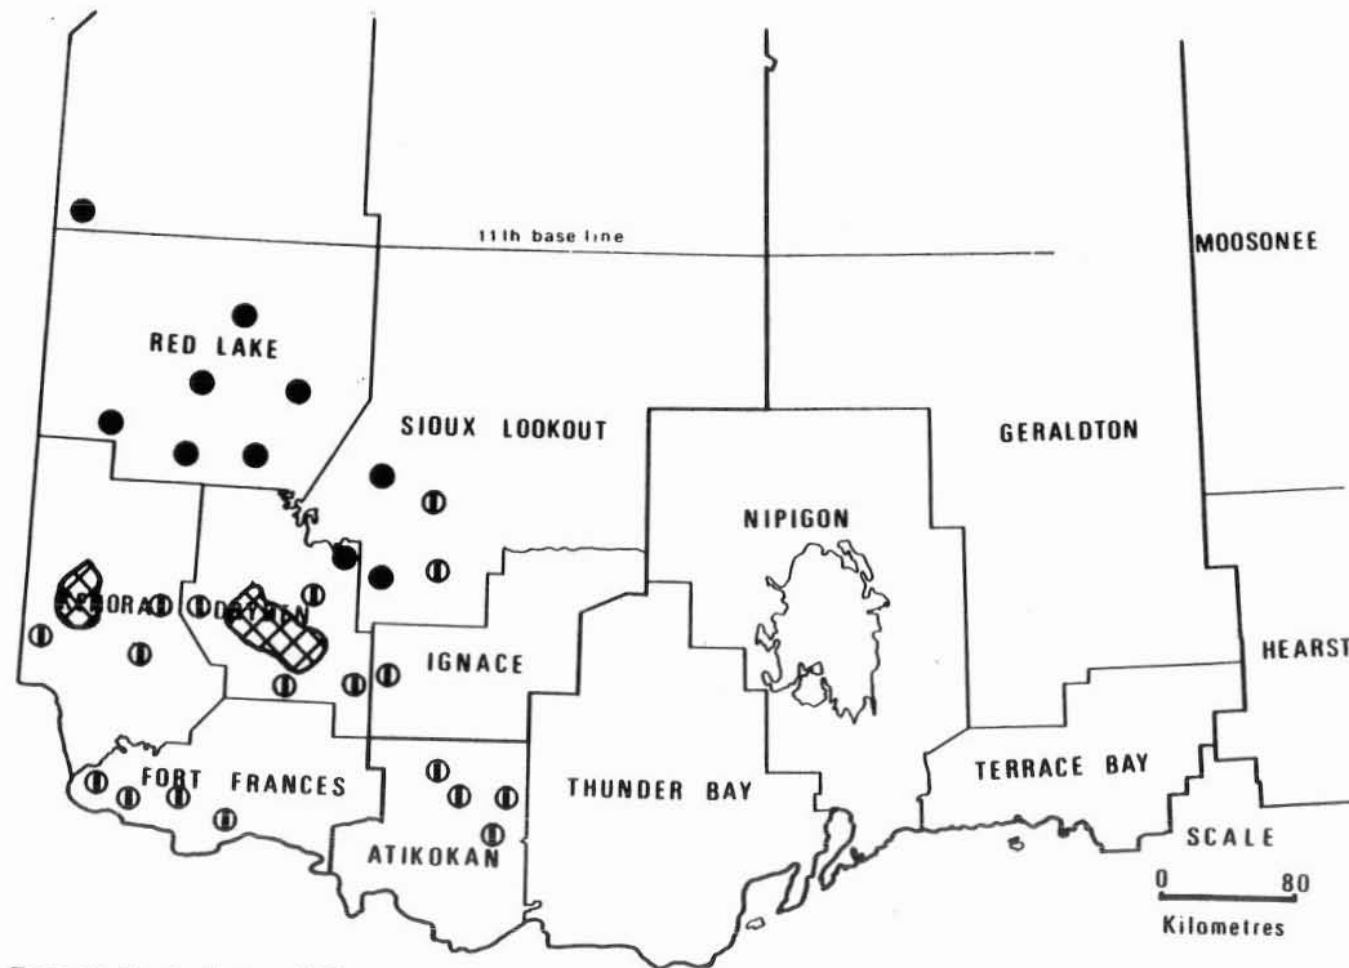 11th base line
MOOSONEE
RED LAKE
SIOUX LOOKOUT
GERALDTON
NIPIGON
HEARST
IGNACE
FORT FRANCES
THUNDER BAY
TERRACE BAY
ATIKOKAN
SCALE
0 80
Kilometres